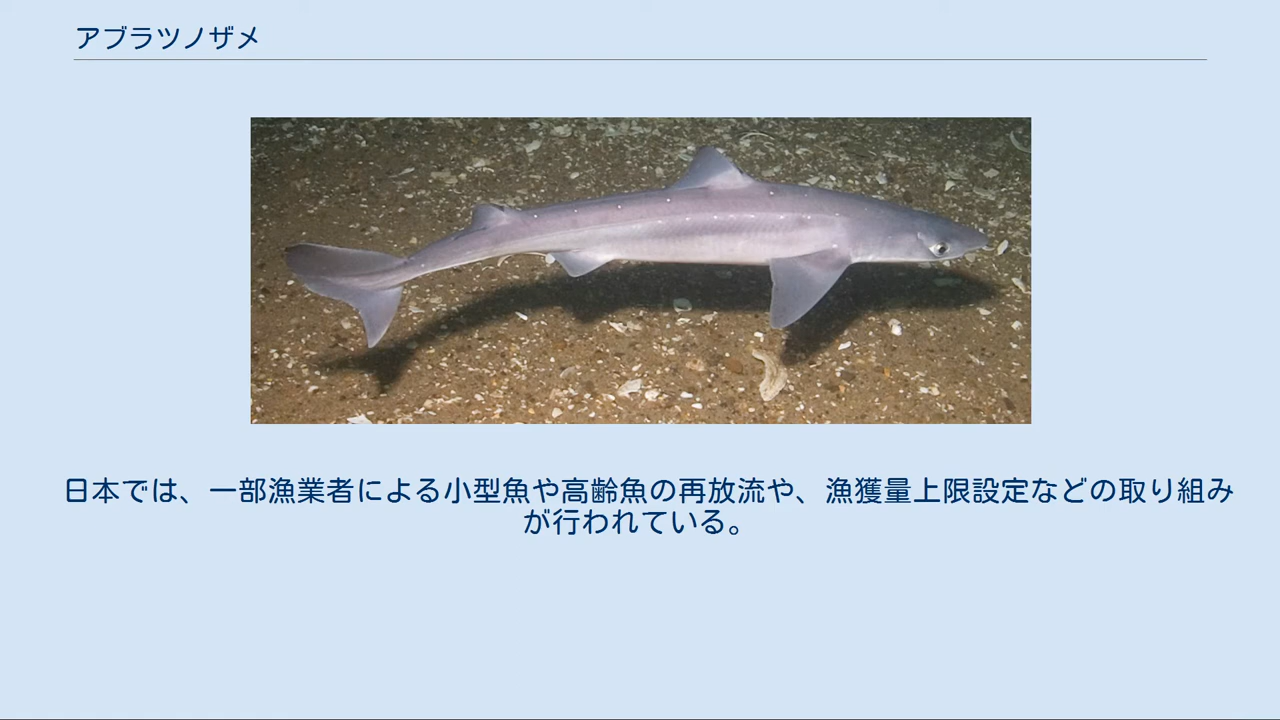 アブラツノザメ
日本では、一部漁業者による小型魚や高齢魚の再放流や、漁獲量上限設定などの取り組み
が行われている。